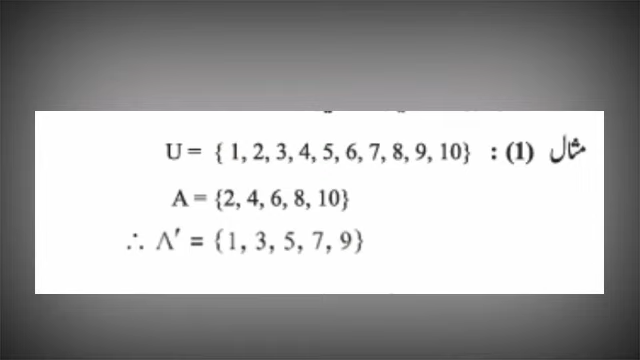 مثال (1) : U = { 1, 2, 3, 4, 5, 6, 7, 8, 9, 10}
A = {2, 4, 6, 8, 10}
∴ Λ′ = {1, 3, 5, 7, 9}